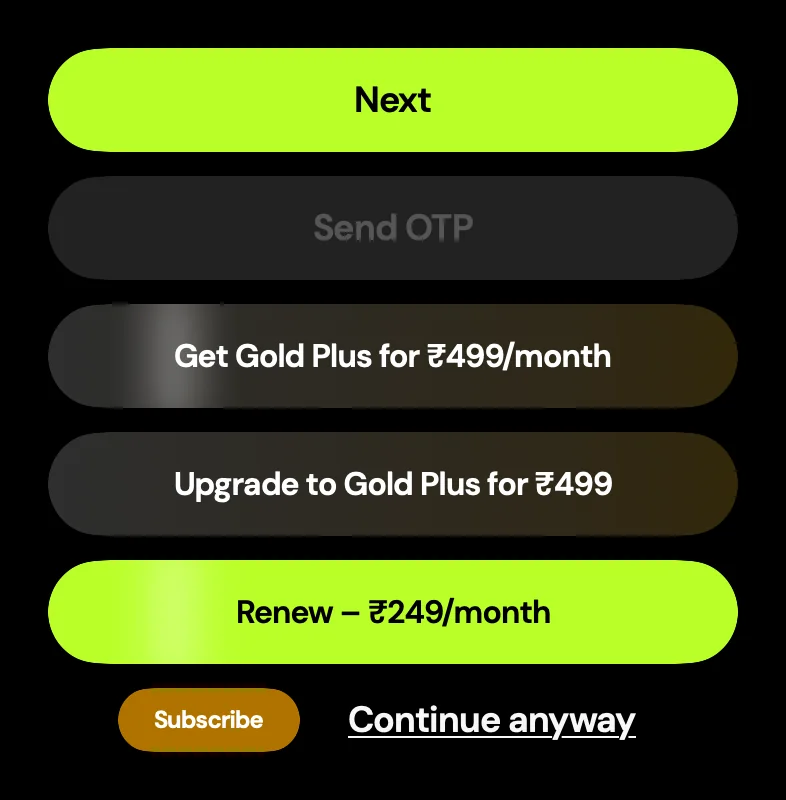 Next
Send OTP
Get Gold Plus for ₹499/month
Upgrade to Gold Plus for ₹499
Renew – ₹249/month
Subscribe
Continue anyway